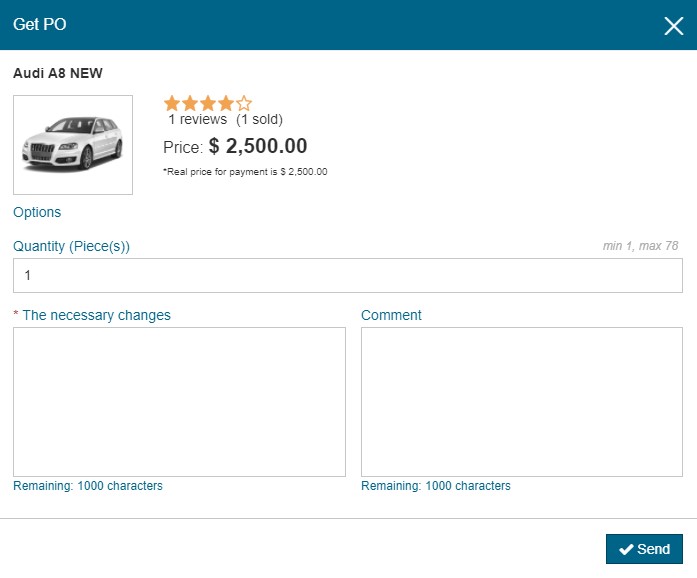 Get PO
Audi A8 NEW
1 reviews (1 sold)
Price: $ 2,500.00
*Real price for payment is $ 2,500.00
Options
Quantity (Piece(s))
min 1, max 78
1
* The necessary changes
Comment
Remaining: 1000 characters
Remaining: 1000 characters
Send